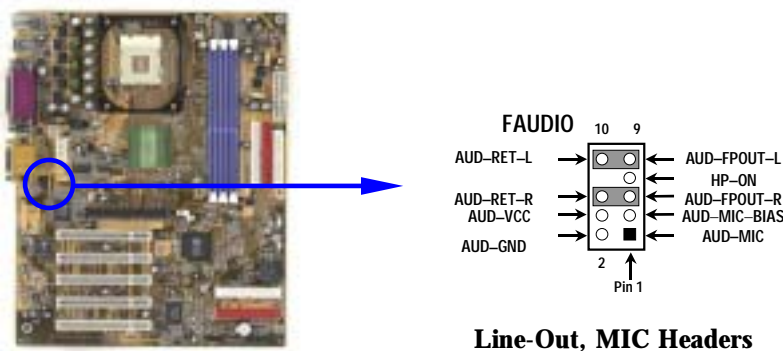 FAUDIO 10 9
AUD–RET–L AUD–FPOUT–L
HP–ON
AUD–RET–R AUD–FPOUT–R
AUD–VCC AUD–MIC–BIAS
AUD–GND AUD–MIC
2
Pin 1
Line-Out, MIC Headers